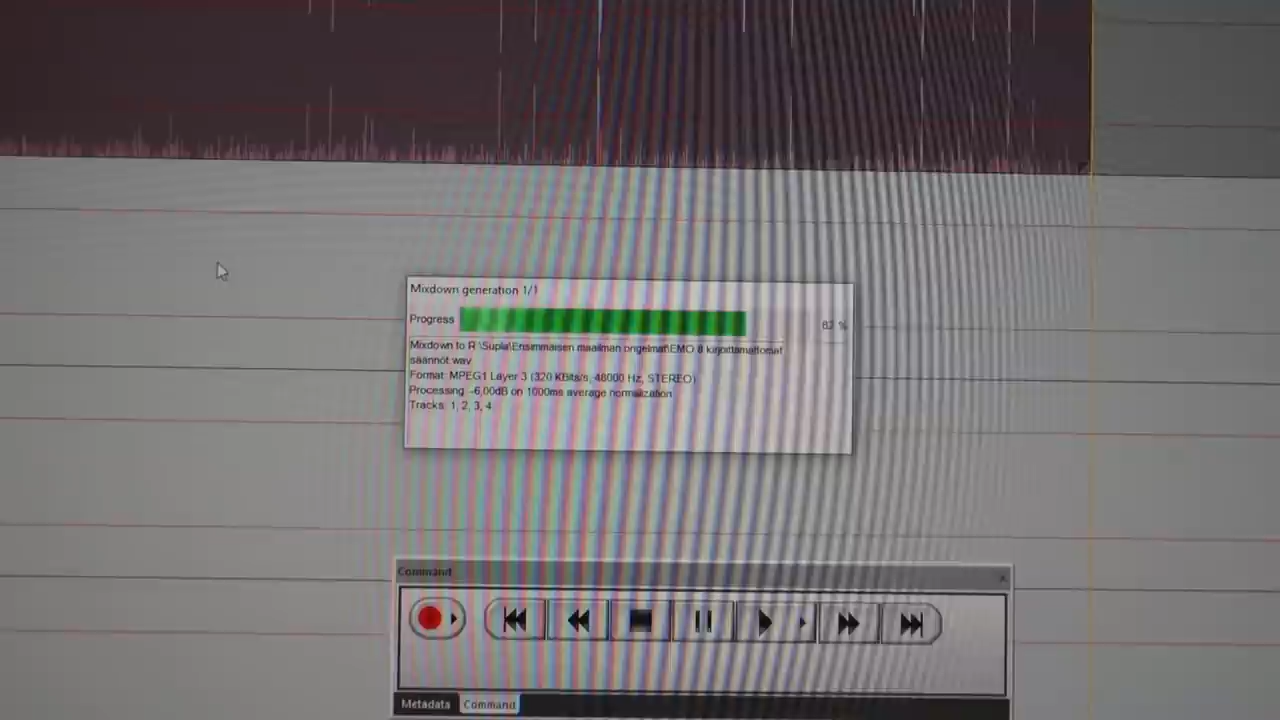 Mixdown generation 1/1
Progress 82 %
Mixdown to R:\Supla\Ensimmäisen maailman ongelmat\EMO 8 kirjoittamattomat
säännöt.wav
Format: MPEG1 Layer 3 (320 KBits/s, 48000 Hz, STEREO)
Processing: -6,00dB on 1000ms average normalization
Tracks: 1, 2, 3, 4
Command
Metadata Command